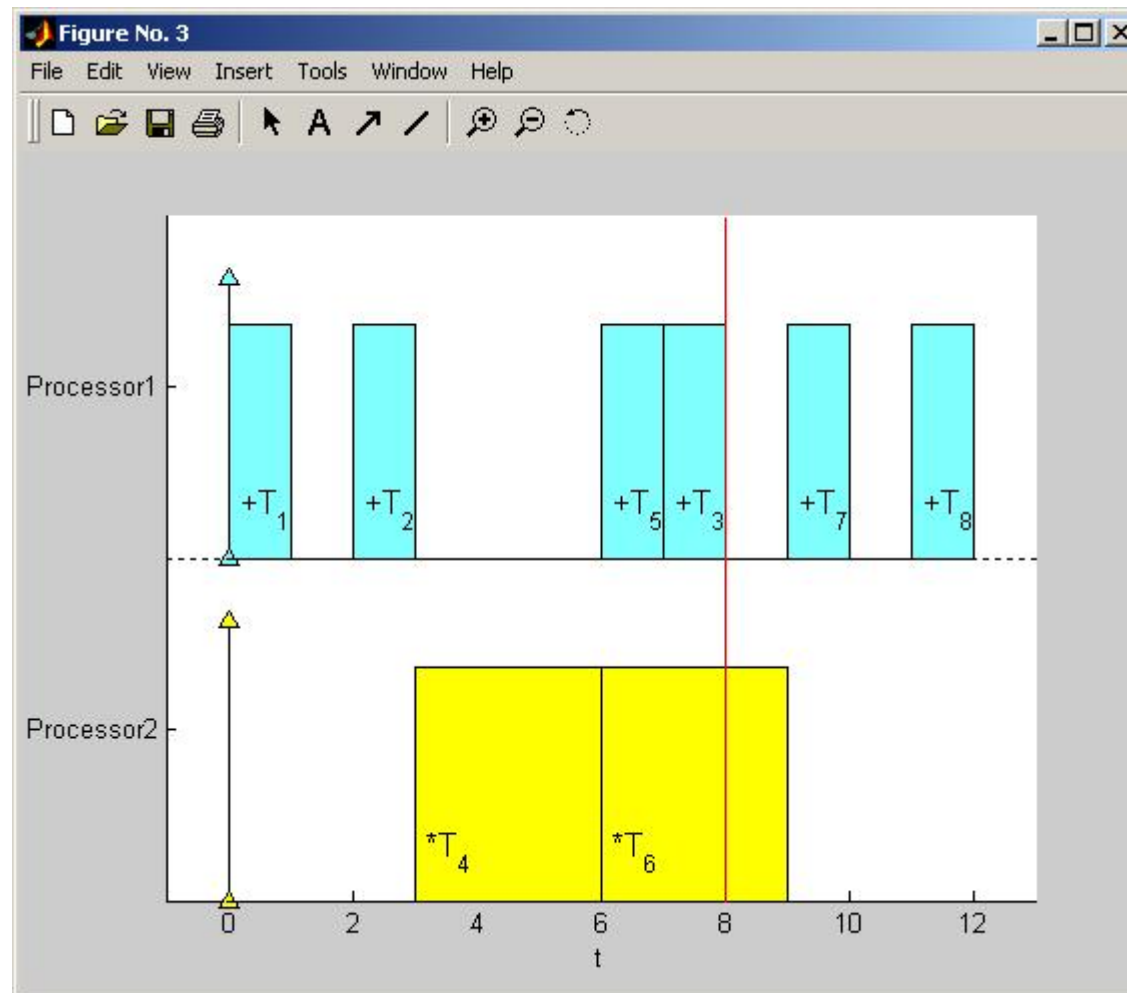 Figure No. 3
File Edit View Insert Tools Window Help
A
Processor1
+T1
+T2
+T5
+T3
+T7
+T8
Processor2
*T4
*T6
0 2 4 6 8 10 12
t